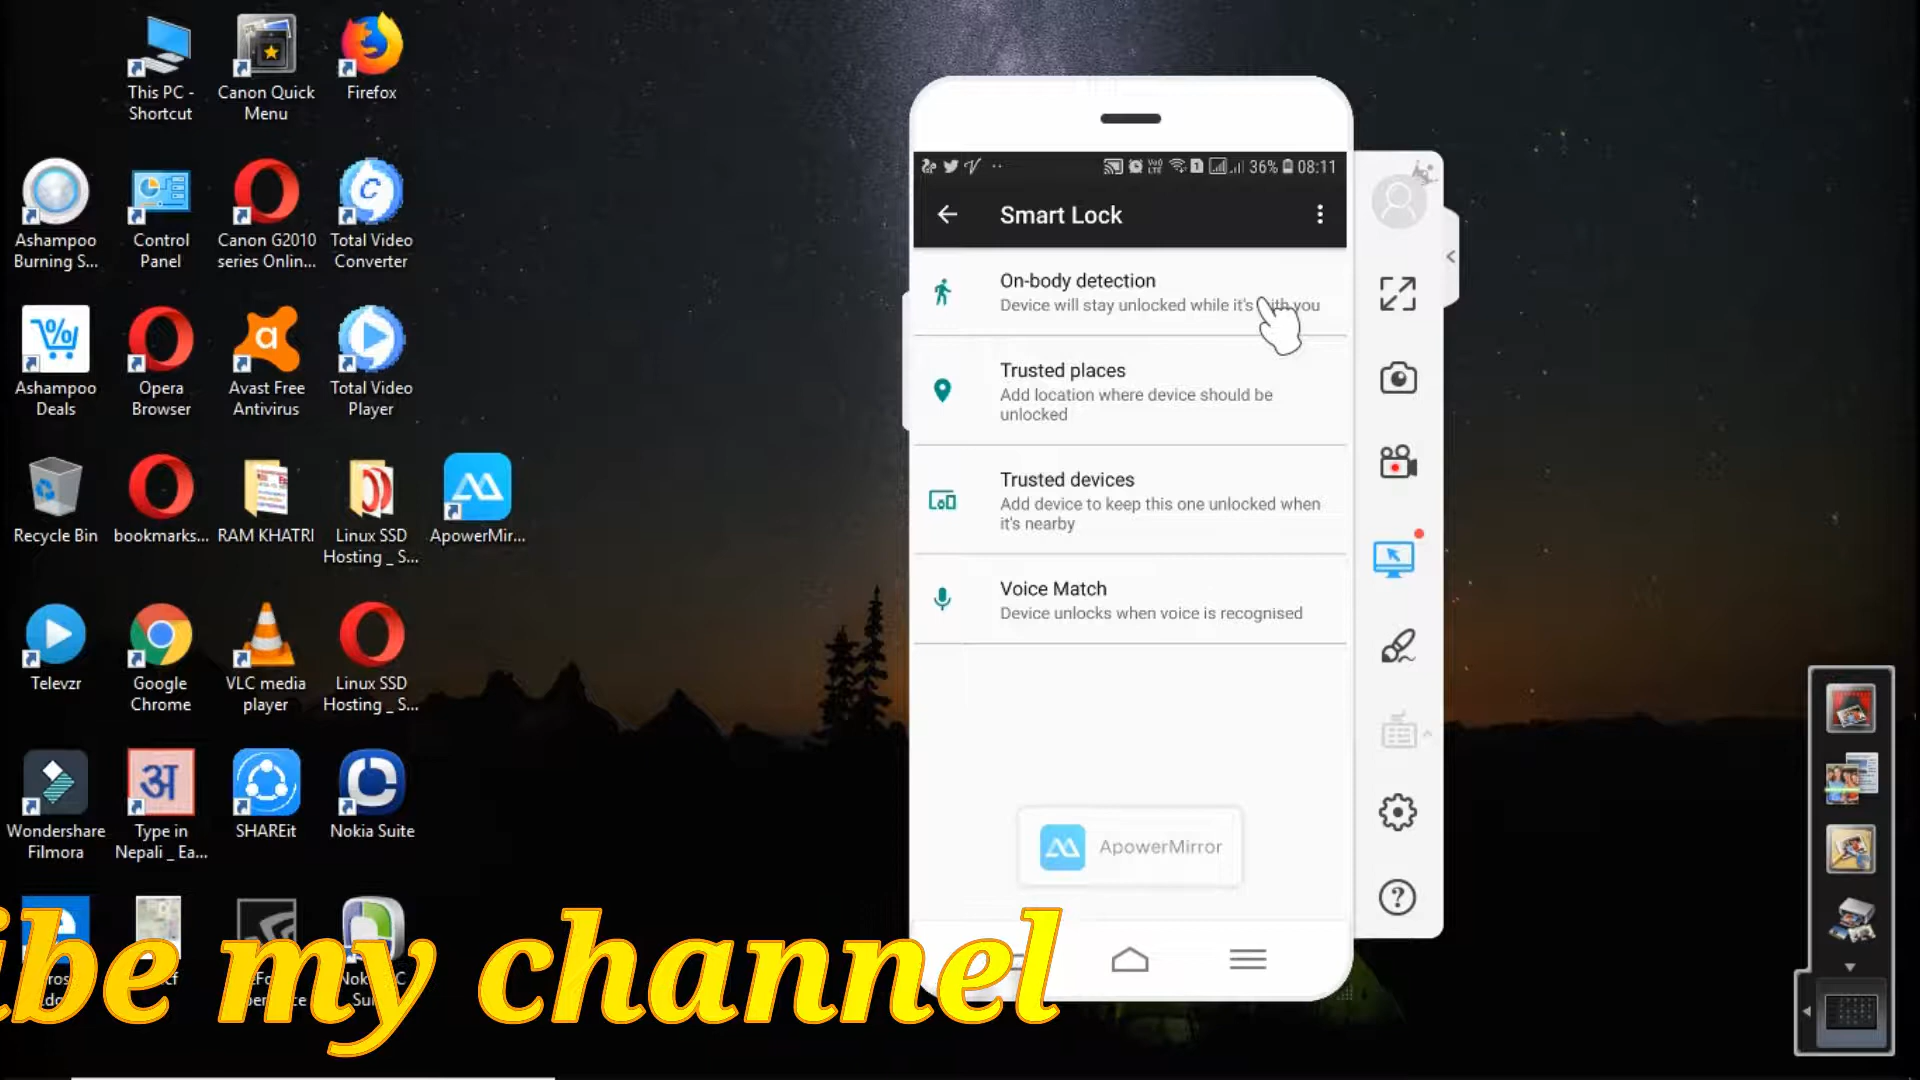 This PC -
Shortcut
Canon Quick
Menu
Firefox
Ashampoo
Burning S...
Control
Panel
Canon G2010
series Onlin...
Total Video
Converter
Ashampoo
Deals
Opera
Browser
Avast Free
Antivirus
Total Video
Player
Recycle Bin
bookmarks...
RAM KHATRI
Linux SSD
Hosting _ S...
ApowerMir...
Televzr
Google
Chrome
VLC media
player
Linux SSD
Hosting _ S...
Wondershare
Filmora
अ
Type in
Nepali _ Ea...
SHAREit
Nokia Suite
36% 08:11
Smart Lock
On-body detection
Device will stay unlocked while it's with you
Trusted places
Add location where device should be
unlocked
Trusted devices
Add device to keep this one unlocked when
it's nearby
Voice Match
Device unlocks when voice is recognised
ApowerMirror
ibe my channel